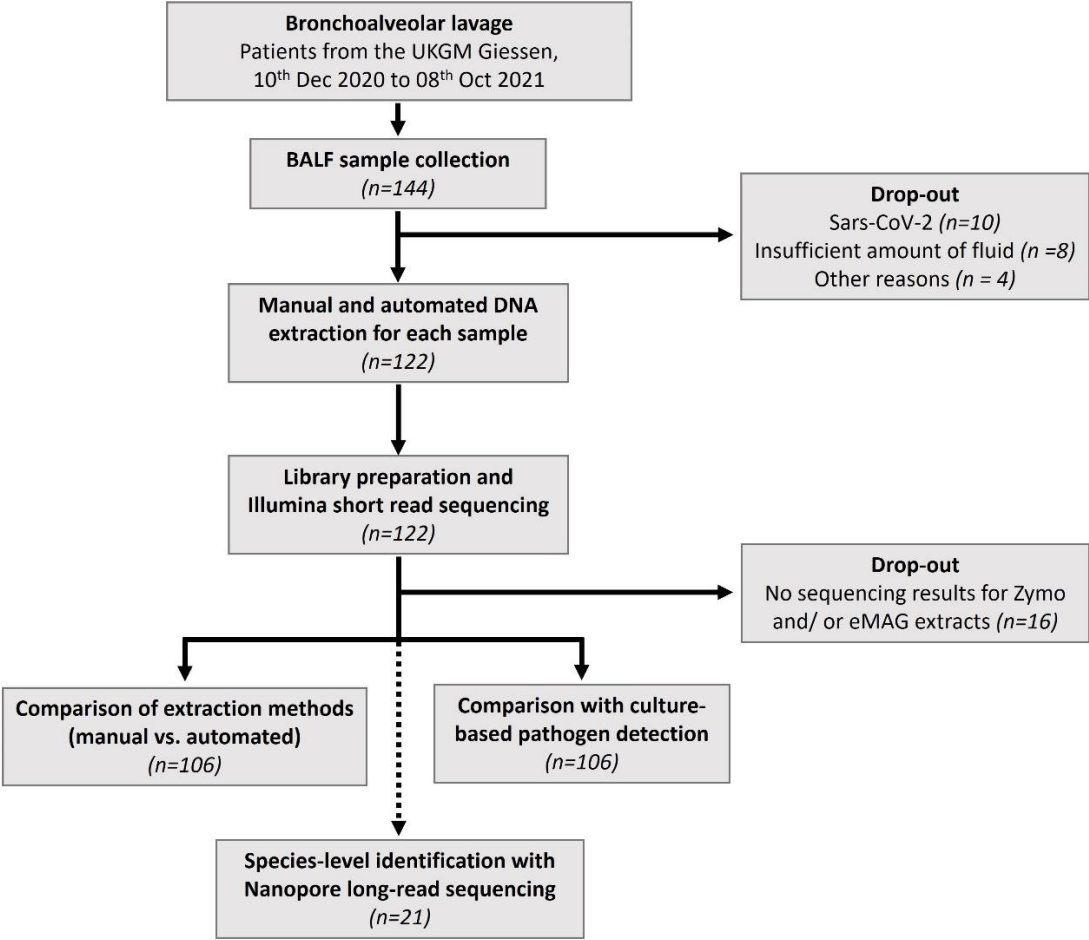 Bronchoalveolar lavage
Patients from the UKGM Giessen,
10th Dec 2020 to 08th Oct 2021
BALF sample collection
(n=144)
Drop-out
Sars-CoV-2 (n=10)
Insufficient amount of fluid (n =8)
Other reasons (n = 4)
Manual and automated DNA
extraction for each sample
(n=122)
Library preparation and
Illumina short read sequencing
(n=122)
Drop-out
No sequencing results for Zymo
and/ or eMAG extracts (n=16)
Comparison of extraction methods
(manual vs. automated)
(n=106)
Comparison with culture-
based pathogen detection
(n=106)
Species-level identification with
Nanopore long-read sequencing
(n=21)